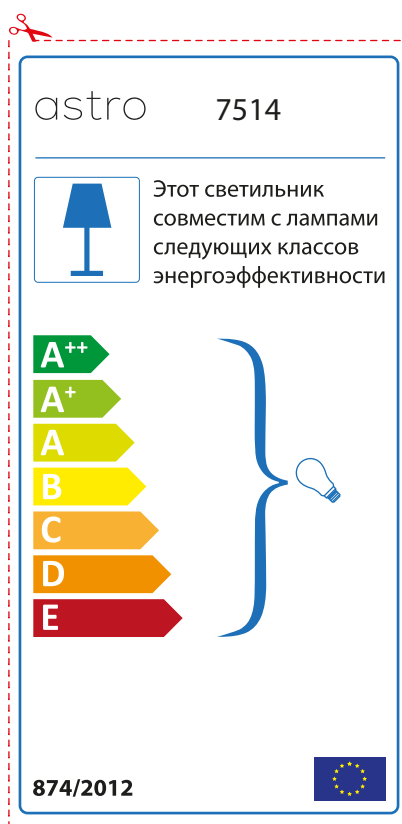 astro 7514
Этот светильник
совместим с лампами
следующих классов
энергоэффективности
A++
A+
A
B
C
D
E
874/2012